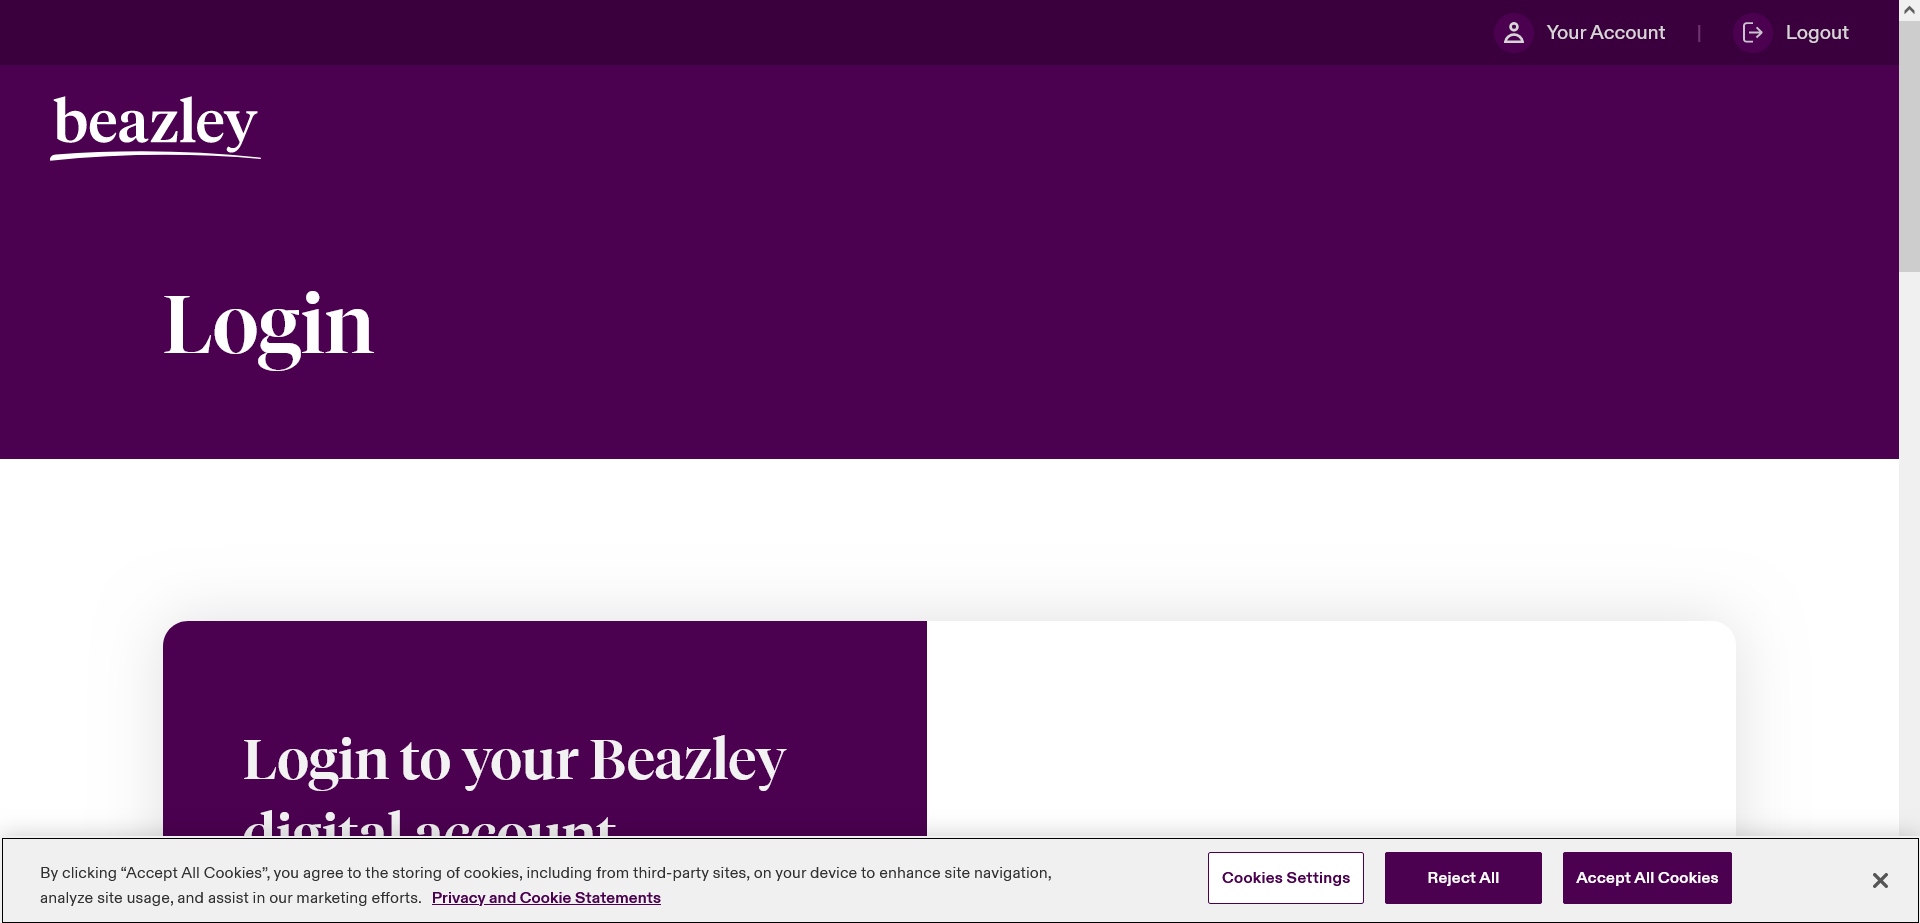 Your Account | Logout
beazley
Login
Login to your Beazley
digital account
By clicking “Accept All Cookies”, you agree to the storing of cookies, including from third-party sites, on your device to enhance site navigation,
analyze site usage, and assist in our marketing efforts. Privacy and Cookie Statements
Cookies Settings
Reject All
Accept All Cookies